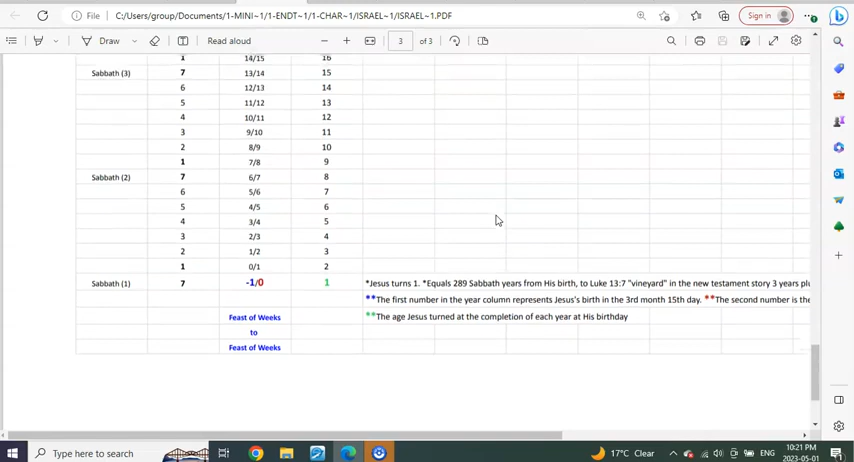 File
C:/Users/group/Documents/1-MINI~1/1-ENDT~1/1-CHAR~1/ISRAEL~1/ISRAEL~1.PDF
Sign in
Draw
Read aloud
3
of 3
1 14/15 16
Sabbath (3) 7 13/14 15
6 12/13 14
5 11/12 13
4 10/11 12
3 9/10 11
2 8/9 10
1 7/8 9
Sabbath (2) 7 6/7 8
6 5/6 7
5 4/5 6
4 3/4 5
3 2/3 4
2 1/2 3
1 0/1 2
Sabbath (1) 7 -1/0 1 *Jesus turns 1. *Equals 289 Sabbath years from His birth, to Luke 13:7 "vineyard" in the new testament story 3 years pl
**The first number in the year column represents Jesus's birth in the 3rd month 15th day. **The second number is the
Feast of Weeks **The age Jesus turned at the completion of each year at His birthday
to
Feast of Weeks
Type here to search
17°C Clear
ENG
10:21 PM
2023-05-01